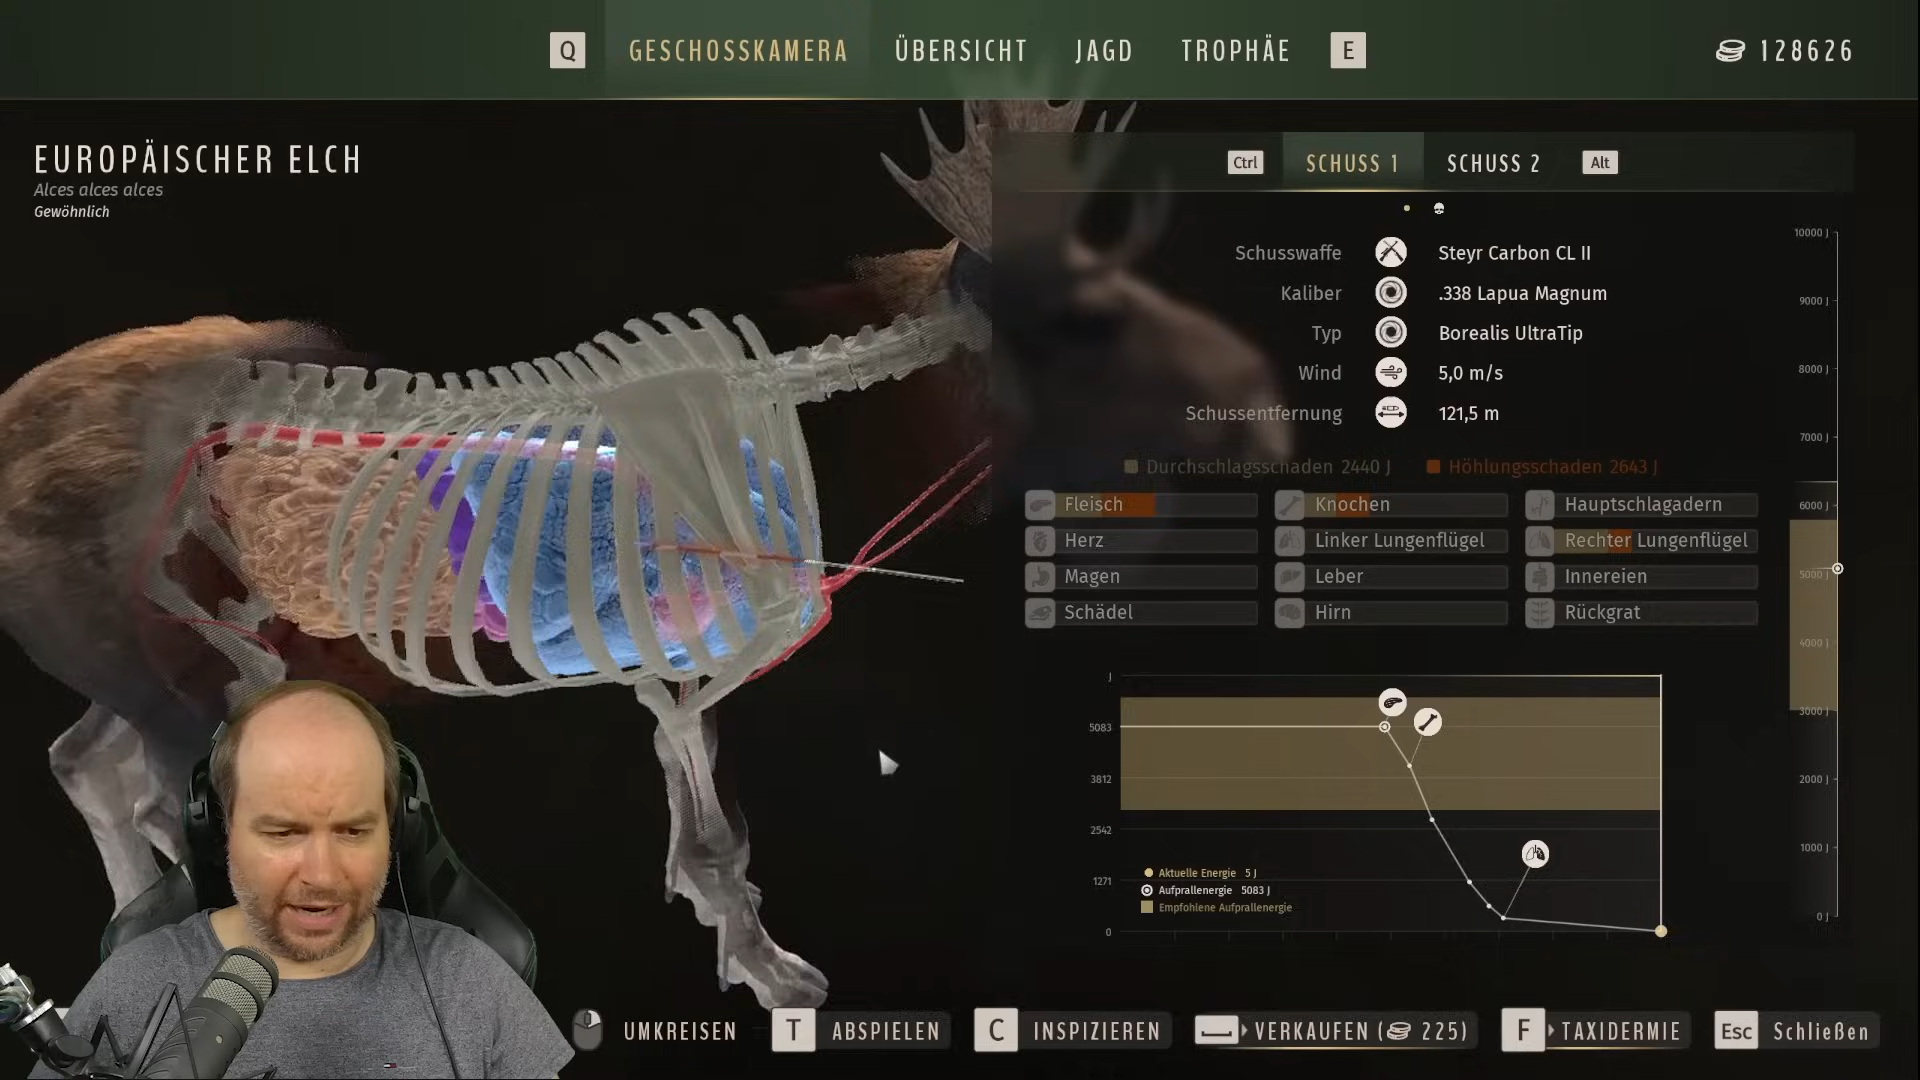 Q GESCHOSSKAMERA ÜBERSICHT JAGD TROPHÄE E 128626
EUROPÄISCHER ELCH
Alces alces alces
Gewöhnlich
Ctrl SCHUSS 1 SCHUSS 2 Alt
Schusswaffe Steyr Carbon CL II
Kaliber .338 Lapua Magnum
Typ Borealis UltraTip
Wind 5,0 m/s
Schussentfernung 121,5 m
Durchschlagsschaden 2440 J Höhlungsschaden 2643 J
Fleisch Knochen Hauptschlagadern
Herz Linker Lungenflügel Rechter Lungenflügel
Magen Leber Innereien
Schädel Hirn Rückgrat
10000 J
9000 J
8000 J
7000 J
6000 J
5000 J
4000 J
3000 J
2000 J
1000 J
0 J
J
5083
3812
2542
1271
0
Aktuelle Energie 5 J
Aufprallenergie 5083 J
Empfohlene Aufprallenergie
UMKREISEN T ABSPIELEN C INSPIZIEREN VERKAUFEN ( 225) F TAXIDERMIE Esc Schließen